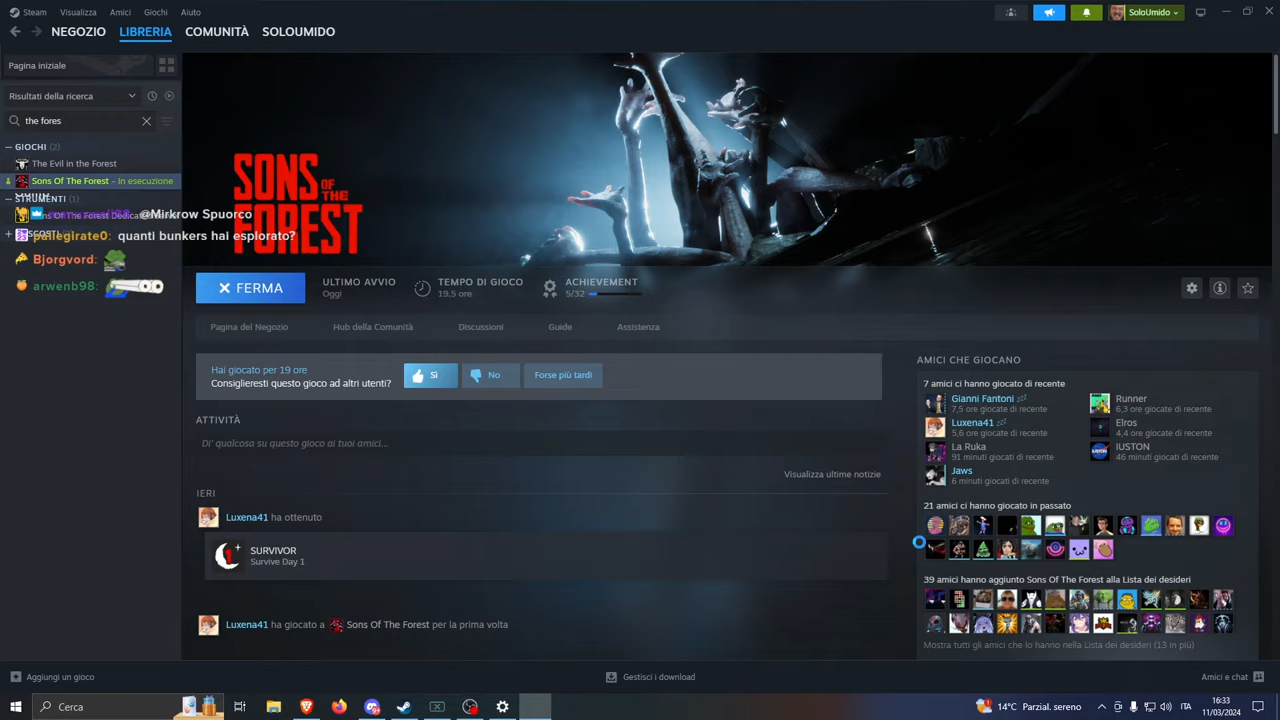 Steam Visualizza Amici Giochi Aiuto
SoloUmido
NEGOZIO LIBRERIA COMUNITÀ SOLOUMIDO
Pagina iniziale
Risultati della ricerca
the fores
GIOCHI (2)
The Evil in the Forest
Sons Of The Forest - In esecuzione
STRUMENTI (1)
@Mirkrow Spuorco
pallegirate0: quanti bunkers hai esplorato?
Bjorgvord:
arwenb98:
SONS
OF
THE
FOREST
FERMA
ULTIMO AVVIO
Oggi
TEMPO DI GIOCO
19,5 ore
ACHIEVEMENT
5/32
Pagina del Negozio Hub della Comunità Discussioni Guide Assistenza
Hai giocato per 19 ore
Consiglieresti questo gioco ad altri utenti?
Sì No Forse più tardi
ATTIVITÀ
Di' qualcosa su questo gioco ai tuoi amici...
Visualizza ultime notizie
IERI
Luxena41 ha ottenuto
SURVIVOR
Survive Day 1
Luxena41 ha giocato a Sons Of The Forest per la prima volta
AMICI CHE GIOCANO
7 amici ci hanno giocato di recente
Gianni Fantoni
7,5 ore giocate di recente
Runner
6,3 ore giocate di recente
Luxena41
5,6 ore giocate di recente
Elros
4,4 ore giocate di recente
La Ruka
91 minuti giocati di recente
IUSTON
46 minuti giocati di recente
Jaws
6 minuti giocati di recente
21 amici ci hanno giocato in passato
39 amici hanno aggiunto Sons Of The Forest alla Lista dei desideri
Mostra tutti gli amici che lo hanno nella Lista dei desideri (13 in più)
Aggiungi un gioco
Gestisci i download
Amici e chat
Cerca
14°C Parzial. sereno
16:33
11/03/2024